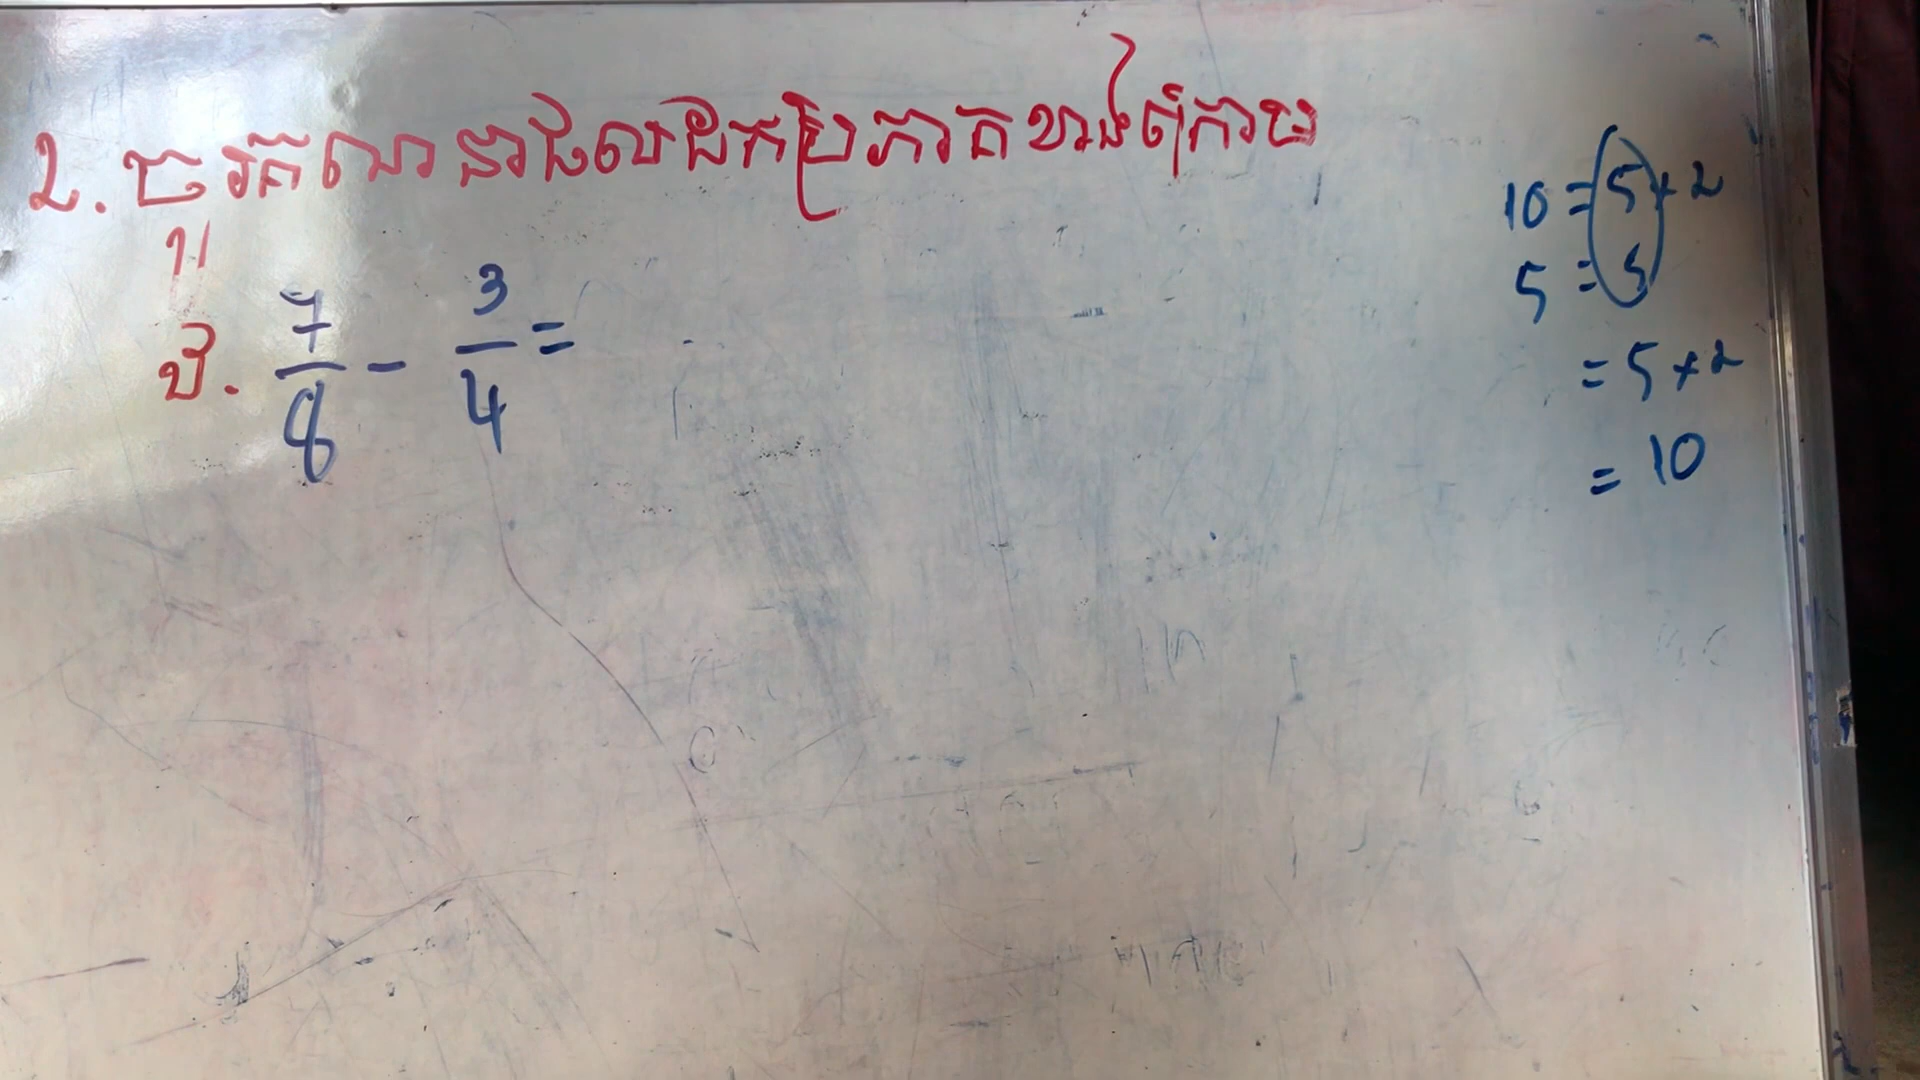 2. ចូរគណនាផលដកប្រភាគខាងក្រោម
ប៊. 7/8 - 3/4 =
10 = 5 × 2
5 = 5
= 5 × 2
= 10